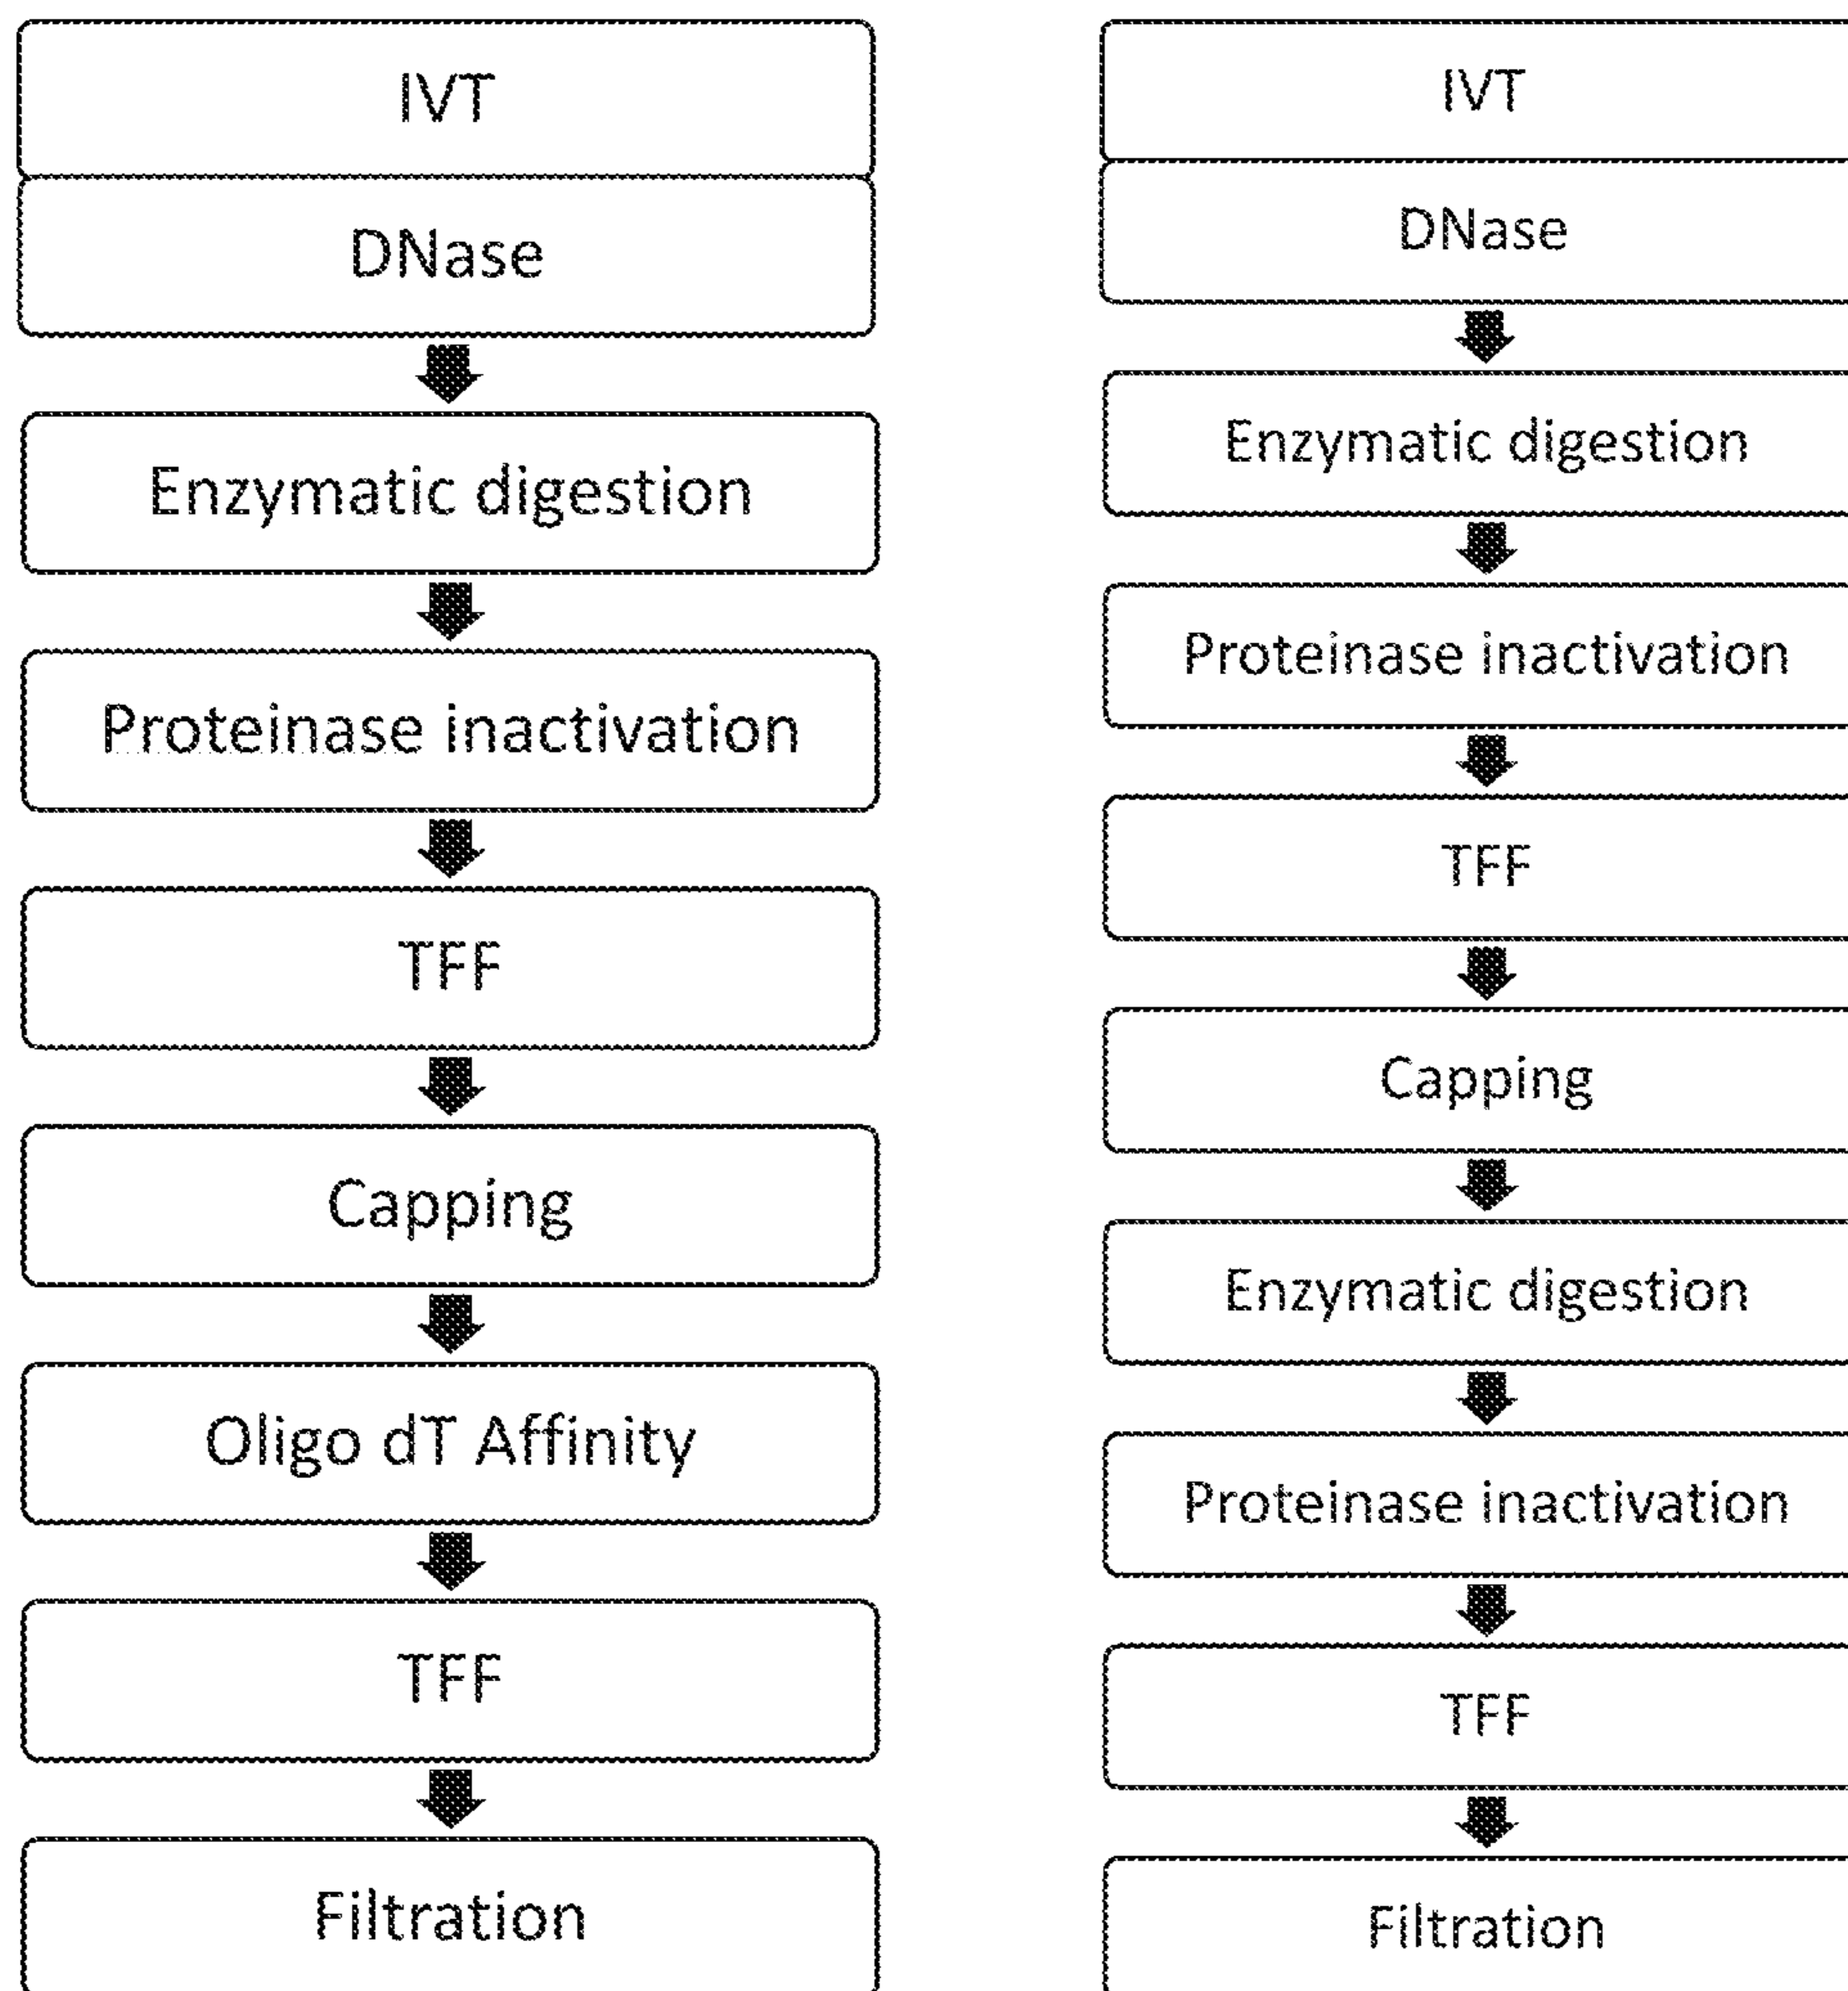 IVT
DNase
Enzymatic digestion
Proteinase inactivation
TFF
Capping
Oligo dT Affinity
TFF
Filtration
IVT
DNase
Enzymatic digestion
Proteinase inactivation
TFF
Capping
Enzymatic digestion
Proteinase inactivation
TFF
Filtration